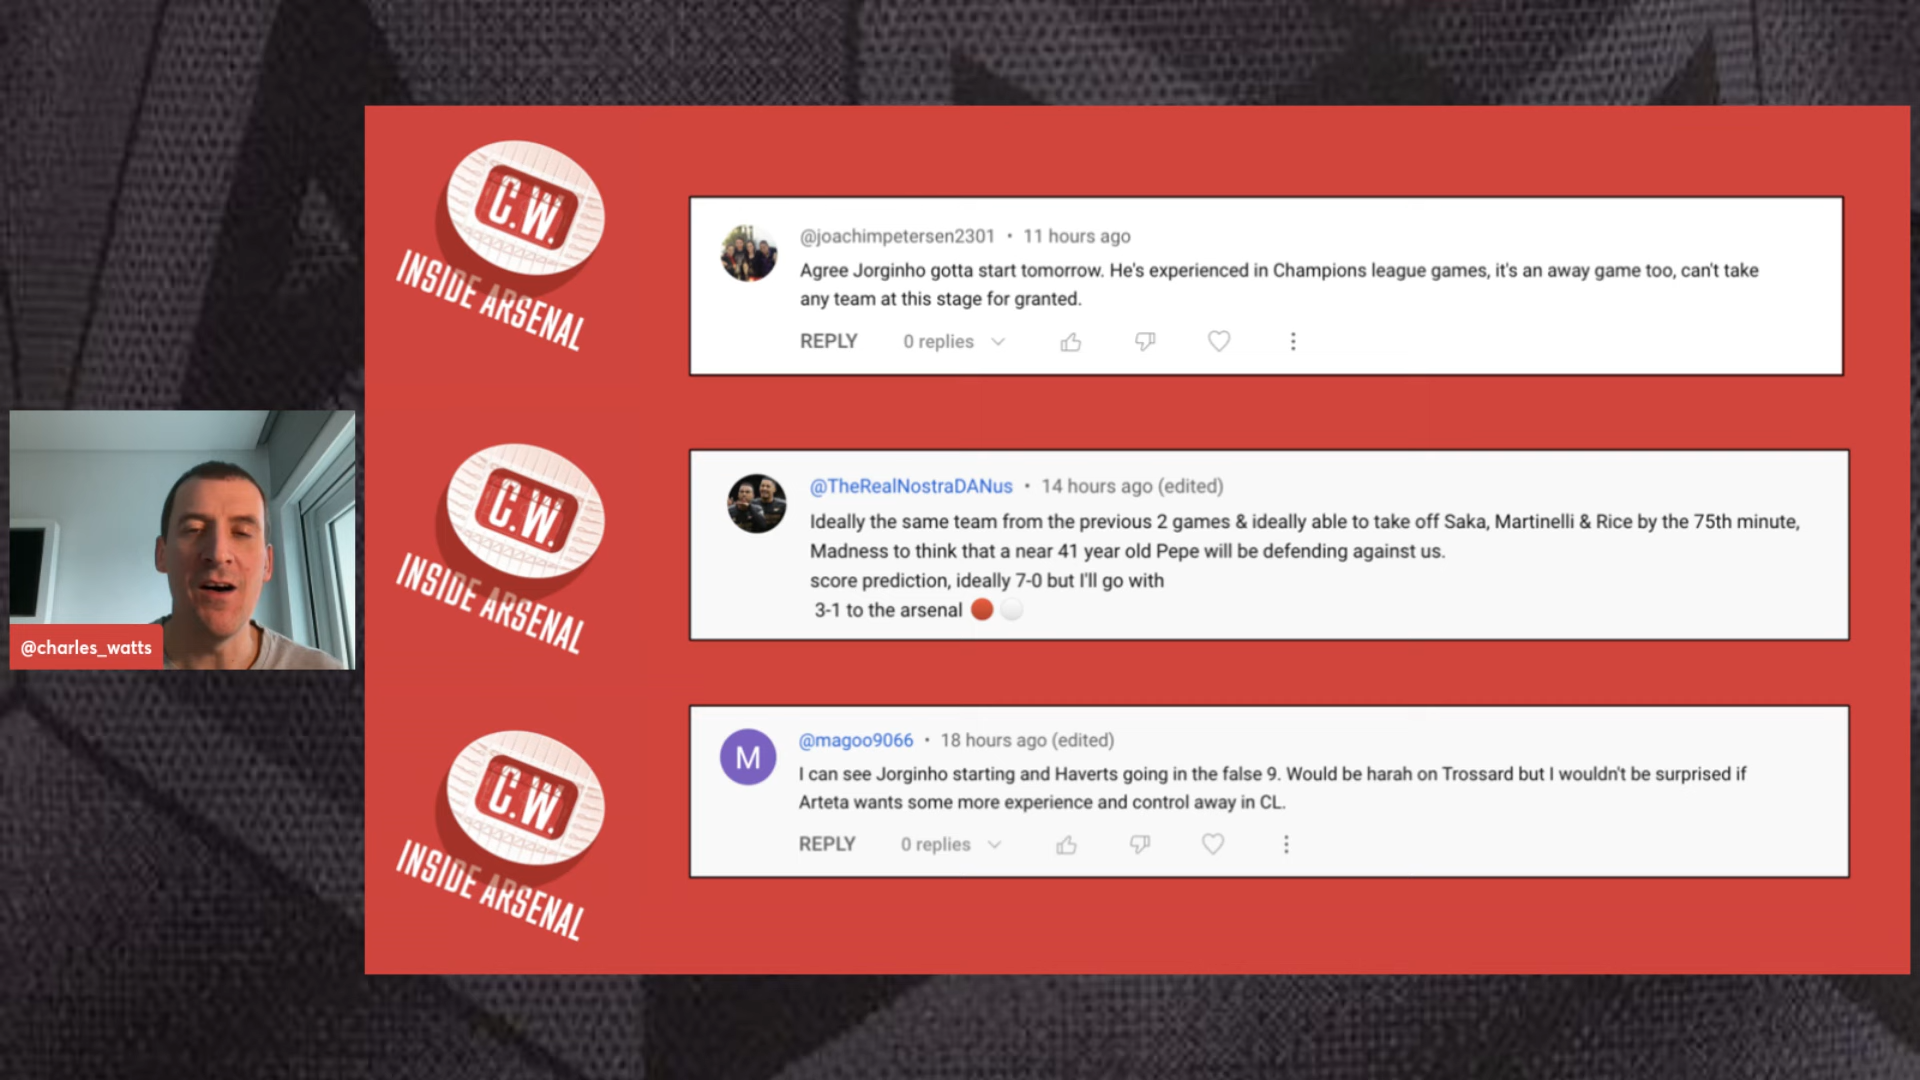 C.W.
INSIDE ARSENAL
@joachimpetersen2301 • 11 hours ago
Agree Jorginho gotta start tomorrow. He's experienced in Champions league games, it's an away game too, can't take
any team at this stage for granted.
REPLY 0 replies
C.W.
INSIDE ARSENAL
@TheRealNostraDANus • 14 hours ago (edited)
Ideally the same team from the previous 2 games & ideally able to take off Saka, Martinelli & Rice by the 75th minute,
Madness to think that a near 41 year old Pepe will be defending against us.
score prediction, ideally 7-0 but I'll go with
3-1 to the arsenal 🔴⚪
@charles_watts
C.W.
INSIDE ARSENAL
M
@magoo9066 • 18 hours ago (edited)
I can see Jorginho starting and Haverts going in the false 9. Would be harah on Trossard but I wouldn't be surprised if
Arteta wants some more experience and control away in CL.
REPLY 0 replies